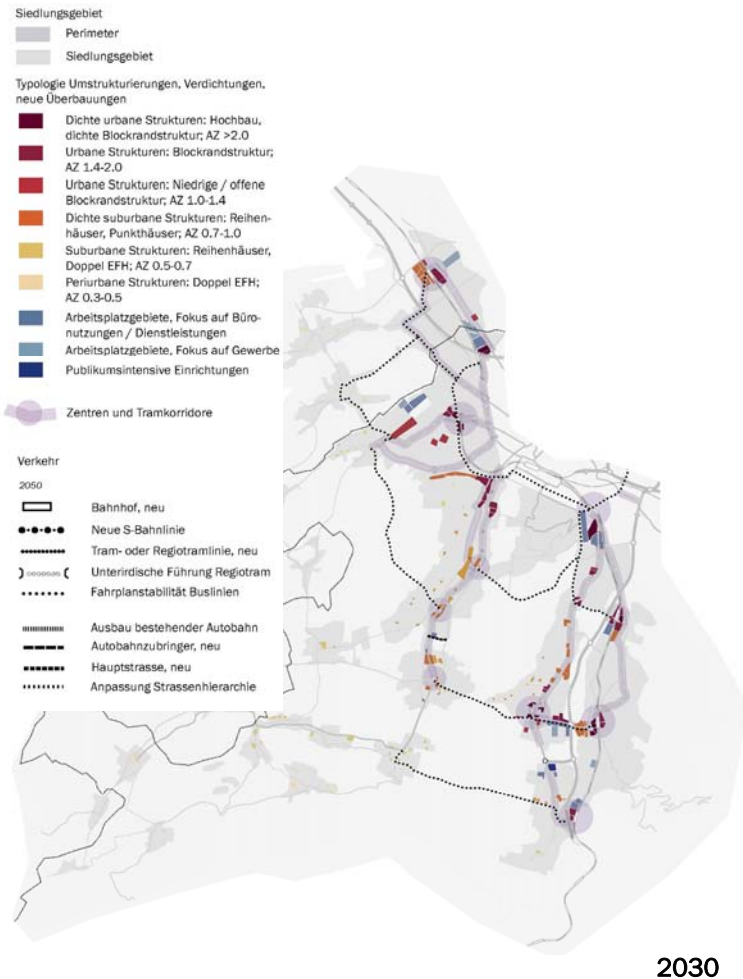 Siedlungsgebiet
Perimeter
Siedlungsgebiet
Typologie Umstrukturierungen, Verdichtungen,
neue Überbauungen
Dichte urbane Strukturen: Hochbau,
dichte Blockrandstruktur; AZ >2.0
Urbane Strukturen: Blockrandstruktur;
AZ 1.4-2.0
Urbane Strukturen: Niedrige / offene
Blockrandstruktur; AZ 1.0-1.4
Dichte suburbane Strukturen: Reihen-
häuser, Punkthäuser; AZ 0.7-1.0
Suburbane Strukturen: Reihenhäuser,
Doppel EFH; AZ 0.5-0.7
Periurbane Strukturen: Doppel EFH;
AZ 0.3-0.5
Arbeitsplatzgebiete, Fokus auf Büro-
nutzungen / Dienstleistungen
Arbeitsplatzgebiete, Fokus auf Gewerbe
Publikumsintensive Einrichtungen
Zentren und Tramkorridore
Verkehr
2050
Bahnhof, neu
Neue S-Bahnlinie
Tram- oder Regiotramlinie, neu
Unterirdische Führung Regiotram
Fahrplanstabilität Buslinien
Ausbau bestehender Autobahn
Autobahnzubringer, neu
Hauptstrasse, neu
Anpassung Strassenhierarchie
2030